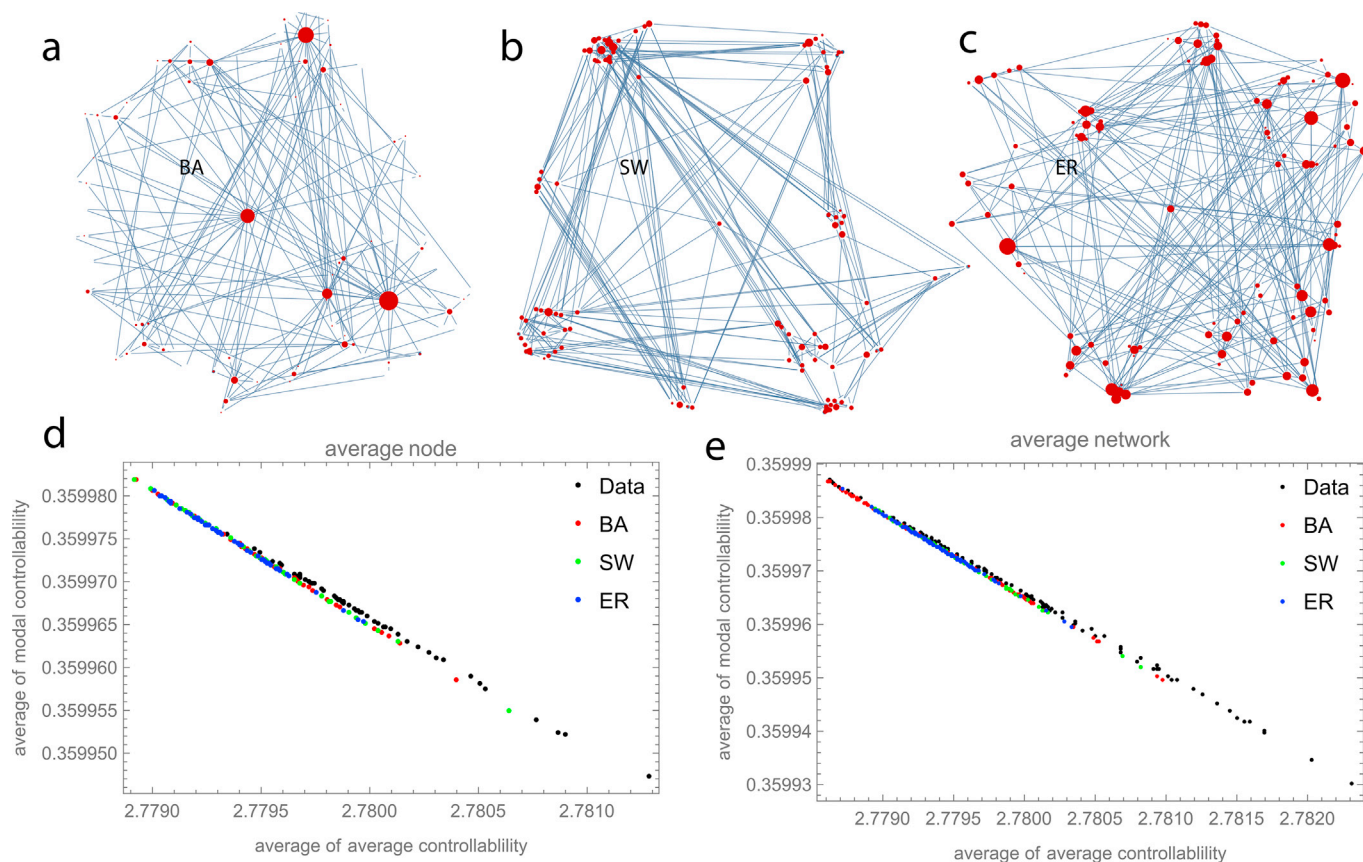 a
b
c
BA
SW
ER
d
average node
average of modal controllablility
0.359980
0.359975
0.359970
0.359965
0.359960
0.359955
0.359950
Data
BA
SW
ER
2.7790
2.7795
2.7800
2.7805
2.7810
average of average controllablility
e
average network
average of modal controllablility
0.35999
0.35998
0.35997
0.35996
0.35995
0.35994
0.35993
Data
BA
SW
ER
2.7790
2.7795
2.7800
2.7805
2.7810
2.7815
2.7820
average of average controllablility